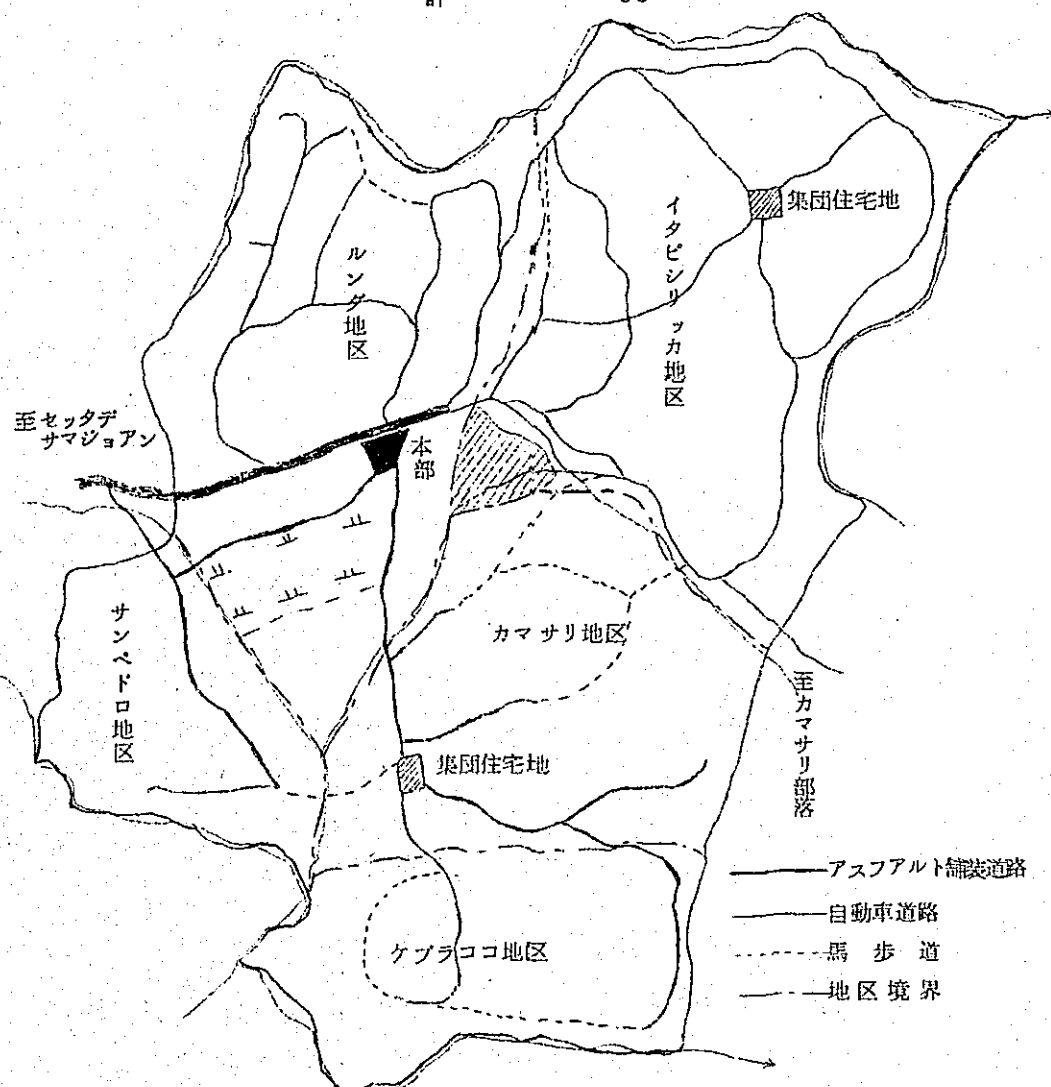 計
集団住宅地
イタピシリッカ地区
ルンダ地区
至セッタデ
サマジョアン
本部
サンペドロ地区
カマサリ地区
至カマサリ部落
集団住宅地
ケブラココ地区
アスフアルト舗装道路
自動車道路
馬歩道
地区境界